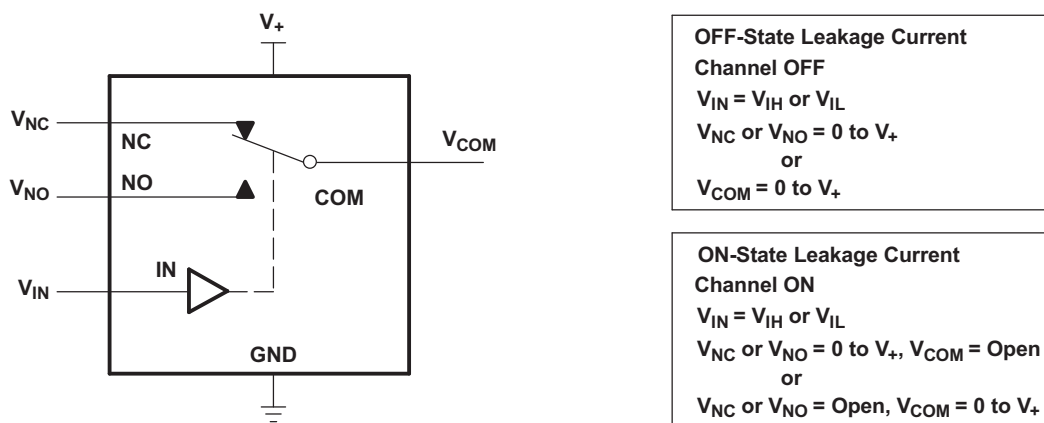 V+
VNC
NC
VCOM
VNO
NO
COM
IN
VIN
GND
OFF-State Leakage Current
Channel OFF
VIN = VIH or VIL
VNC or VNO = 0 to V+
or
VCOM = 0 to V+
ON-State Leakage Current
Channel ON
VIN = VIH or VIL
VNC or VNO = 0 to V+, VCOM = Open
or
VNC or VNO = Open, VCOM = 0 to V+